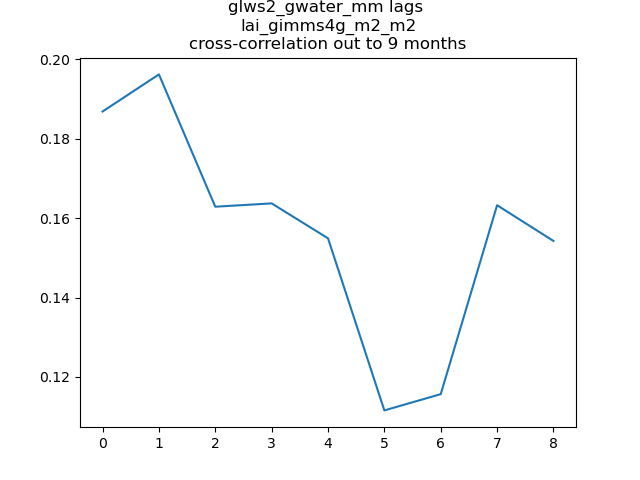 glws2_gwater_mm lags
lai_gimms4g_m2_m2
cross-correlation out to 9 months
0.20
0.18
0.16
0.14
0.12
0 1 2 3 4 5 6 7 8